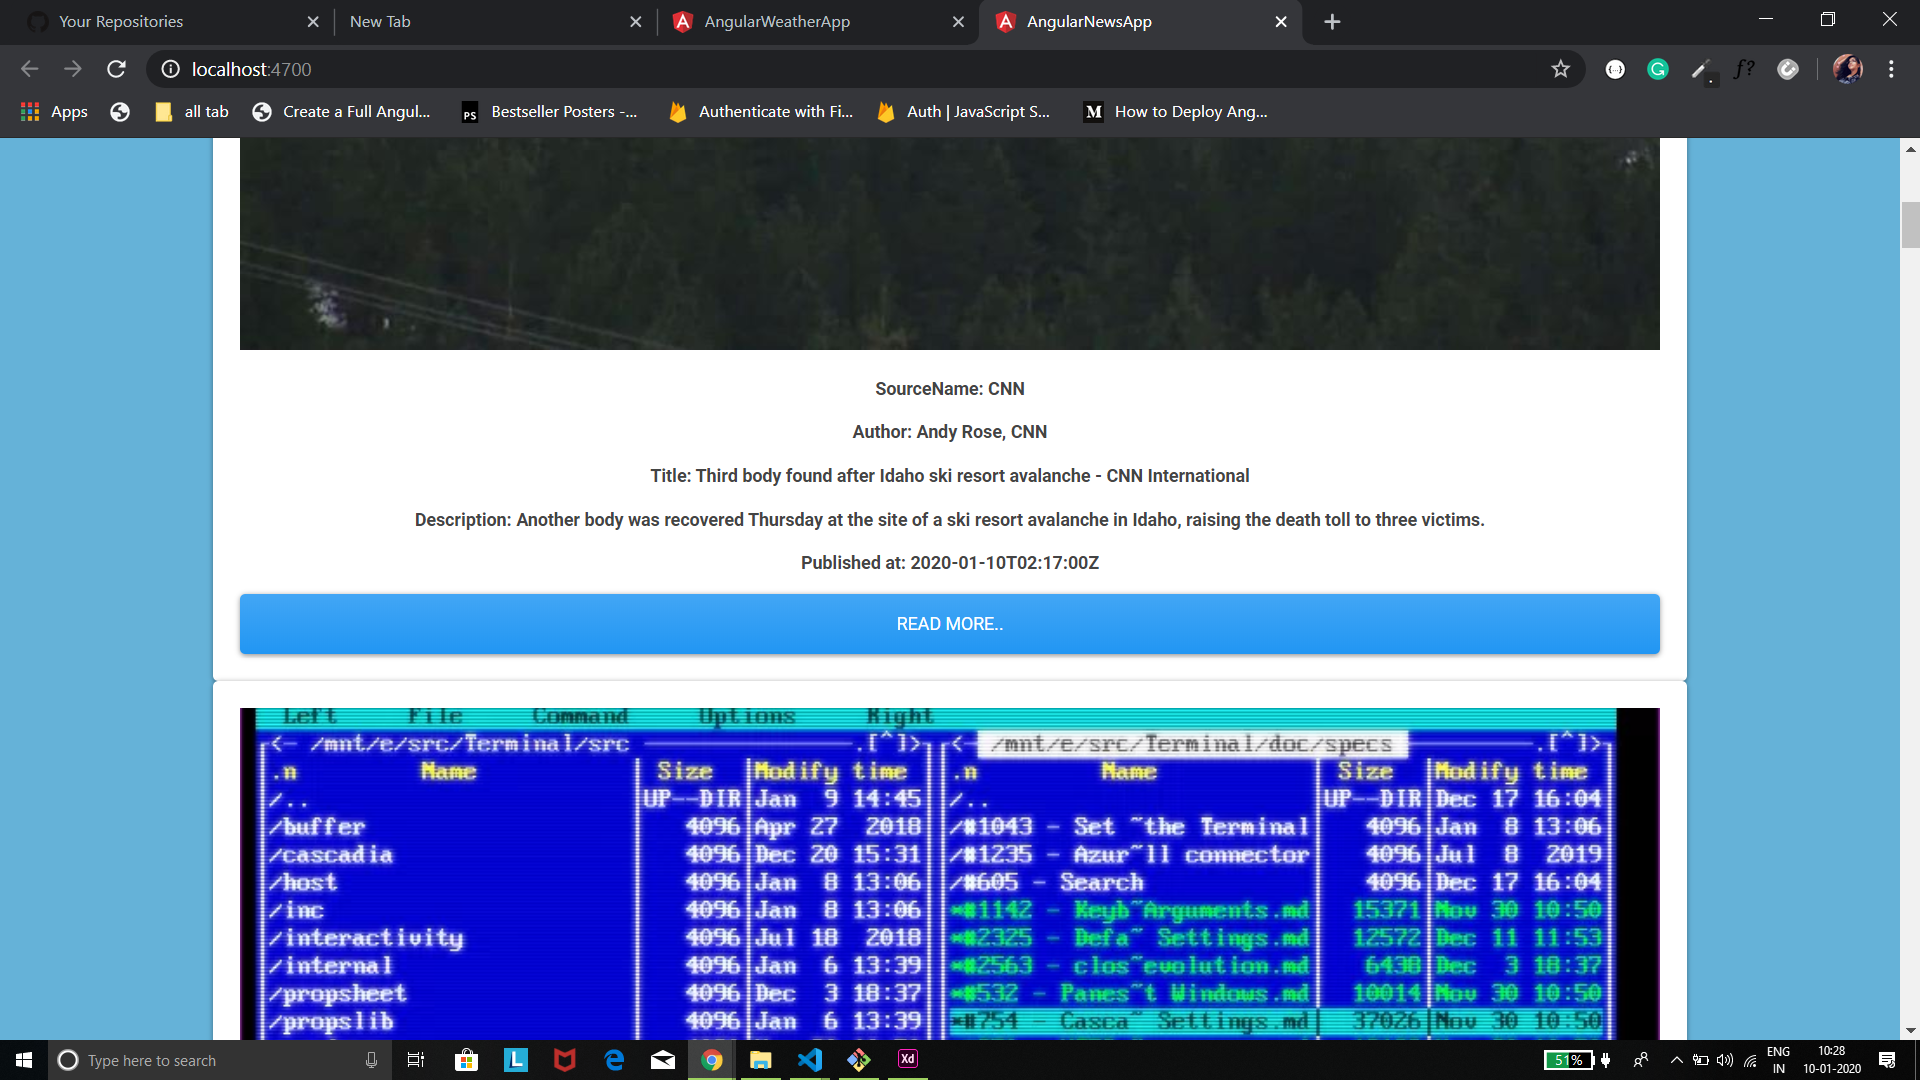 Your Repositories
New Tab
AngularWeatherApp
AngularNewsApp
localhost:4700
Apps
all tab
Create a Full Angul...
PS
Bestseller Posters -...
Authenticate with Fi...
Auth | JavaScript S...
M
How to Deploy Ang...
SourceName: CNN
Author: Andy Rose, CNN
Title: Third body found after Idaho ski resort avalanche - CNN International
Description: Another body was recovered Thursday at the site of a ski resort avalanche in Idaho, raising the death toll to three victims.
Published at: 2020-01-10T02:17:00Z
READ MORE..
Left File Command Options Right
<- /mnt/e/src/Terminal/src .[^]> <- /mnt/e/src/Terminal/doc/specs .[^]>
.n Name Size Modify time .n Name Size Modify time
/.. UP--DIR Jan 9 14:45 /.. UP--DIR Dec 17 16:04
/buffer 4096 Apr 27 2018 /#1043 - Set ~the Terminal 4096 Jan 8 13:06
/cascadia 4096 Dec 20 15:31 /#1235 - Azur~ll connector 4096 Jul 8 2019
/host 4096 Jan 8 13:06 /#605 - Search 4096 Dec 17 16:04
/inc 4096 Jan 8 13:06 *#1142 - Keyb~Arguments.md 15371 Nov 30 10:50
/interactivity 4096 Jul 18 2018 *#2325 - Defa~ Settings.md 12572 Dec 11 11:53
/internal 4096 Jan 6 13:39 *#2563 - clos~evolution.md 6438 Dec 3 18:37
/propsheet 4096 Dec 3 18:37 *#532 - Panes~t Windows.md 10014 Nov 30 10:50
/propslib 4096 Jan 6 13:39 *#754 - Casca~ Settings.md 37026 Nov 30 10:50
Type here to search
L
Xd
51%
ENG
IN
10:28
10-01-2020